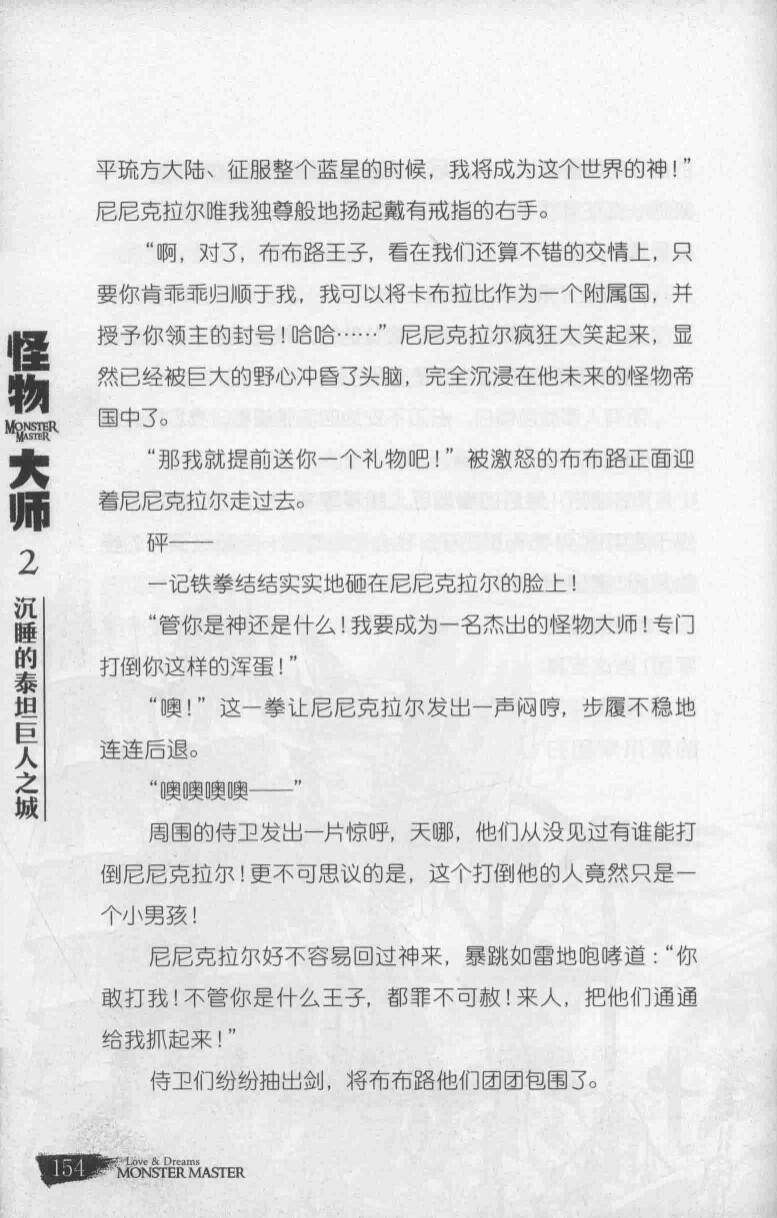 平琉方大陆、征服整个蓝星的时候，我将成为这个世界的神！”
尼尼克拉尔唯我独尊般地扬起戴有戒指的右手。
“啊，对了，布布路王子，看在我们还算不错的交情上，只
要你肯乖乖归顺于我，我可以将卡布拉比作为一个附属国，并
授予你领主的封号！哈哈……”尼尼克拉尔疯狂大笑起来，显
然已经被巨大的野心冲昏了头脑，完全沉浸在他未来的怪物帝
国中了。
“那我就提前送你一个礼物吧！”被激怒的布布路正面迎
着尼尼克拉尔走过去。
砰——
一记铁拳结结实实地砸在尼尼克拉尔的脸上！
“管你是神还是什么！我要成为一名杰出的怪物大师！专门
打倒你这样的浑蛋！”
“噢！”这一拳让尼尼克拉尔发出一声闷哼，步履不稳地
连连后退。
“噢噢噢噢——”
周围的侍卫发出一片惊呼，天哪，他们从没见过有谁能打
倒尼尼克拉尔！更不可思议的是，这个打倒他的人竟然只是一
个小男孩！
尼尼克拉尔好不容易回过神来，暴跳如雷地咆哮道：“你
敢打我！不管你是什么王子，都罪不可赦！来人，把他们通通
给我抓起来！”
侍卫们纷纷抽出剑，将布布路他们团团包围了。
怪物
MONSTER
MASTER
大师
2
沉睡的泰坦巨人之城
154
Love & Dreams
MONSTER MASTER